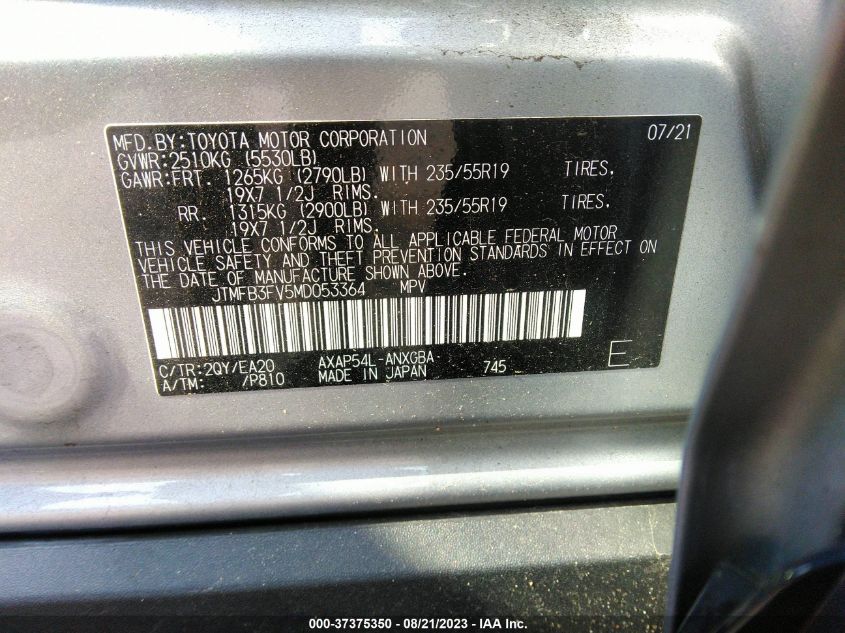 MFD.BY:TOYOTA MOTOR CORPORATION 07/21
GVWR:2510KG (5530LB)
GAWR:FRT. 1265KG (2790LB) WITH 235/55R19 TIRES.
19X7 1/2J RIMS.
RR. 1315KG (2900LB) WITH 235/55R19 TIRES.
19X7 1/2J RIMS.
THIS VEHICLE CONFORMS TO ALL APPLICABLE FEDERAL MOTOR
VEHICLE SAFETY AND THEFT PREVENTION STANDARDS IN EFFECT ON
THE DATE OF MANUFACTURE SHOWN ABOVE.
JTMFB3FV5MD053364 MPV
C/TR:2QY/EA20 AXAP54L-ANXGBA 745 E
A/TM: /P810 MADE IN JAPAN
000-37375350 - 08/21/2023 - IAA Inc.